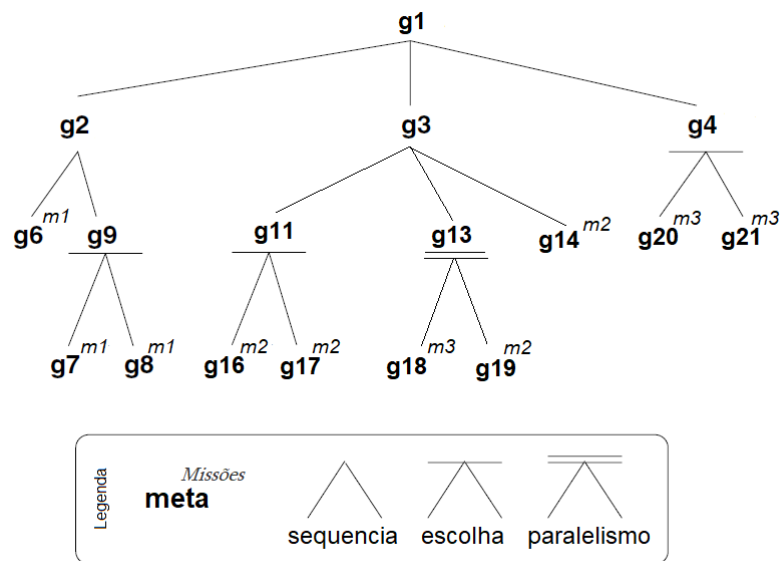 g1
g2 g3 g4
g6 m1 g9 g11 g13 g14 m2 g20 m3 g21 m3
g7 m1 g8 m1 g16 m2 g17 m2 g18 m3 g19 m2
Legenda
Missões
meta
sequencia escolha paralelismo